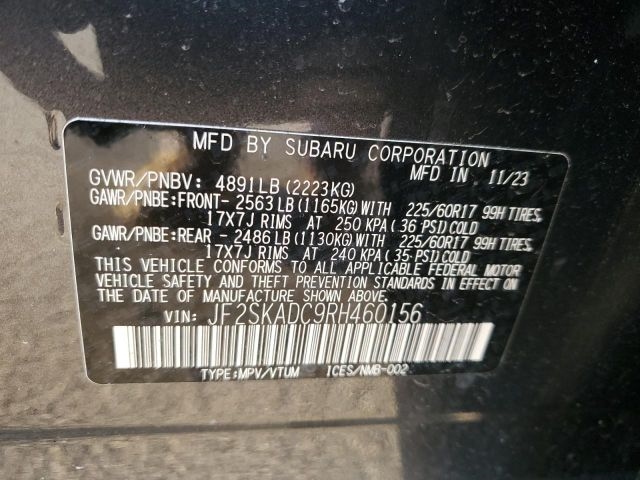 MFD BY SUBARU CORPORATION
GVWR/PNBV: 4891LB(2223KG) MFD IN 11/23
GAWR/PNBE:FRONT- 2563LB(1165KG)WITH 225/60R17 99H TIRES,
17X7J RIMS AT 250 KPA(36 PSI)COLD
GAWR/PNBE:REAR - 2486LB(1130KG)WITH 225/60R17 99H TIRES,
17X7J RIMS AT 240 KPA(35 PSI)COLD
THIS VEHICLE CONFORMS TO ALL APPLICABLE FEDERAL MOTOR
VEHICLE SAFETY AND THEFT PREVENTION STANDARDS IN EFFECT
ON THE DATE OF MANUFACTURE SHOWN ABOVE.
VIN: JF2SKADC9RH460156
TYPE:MPV/VTUM ICES/NMB-002